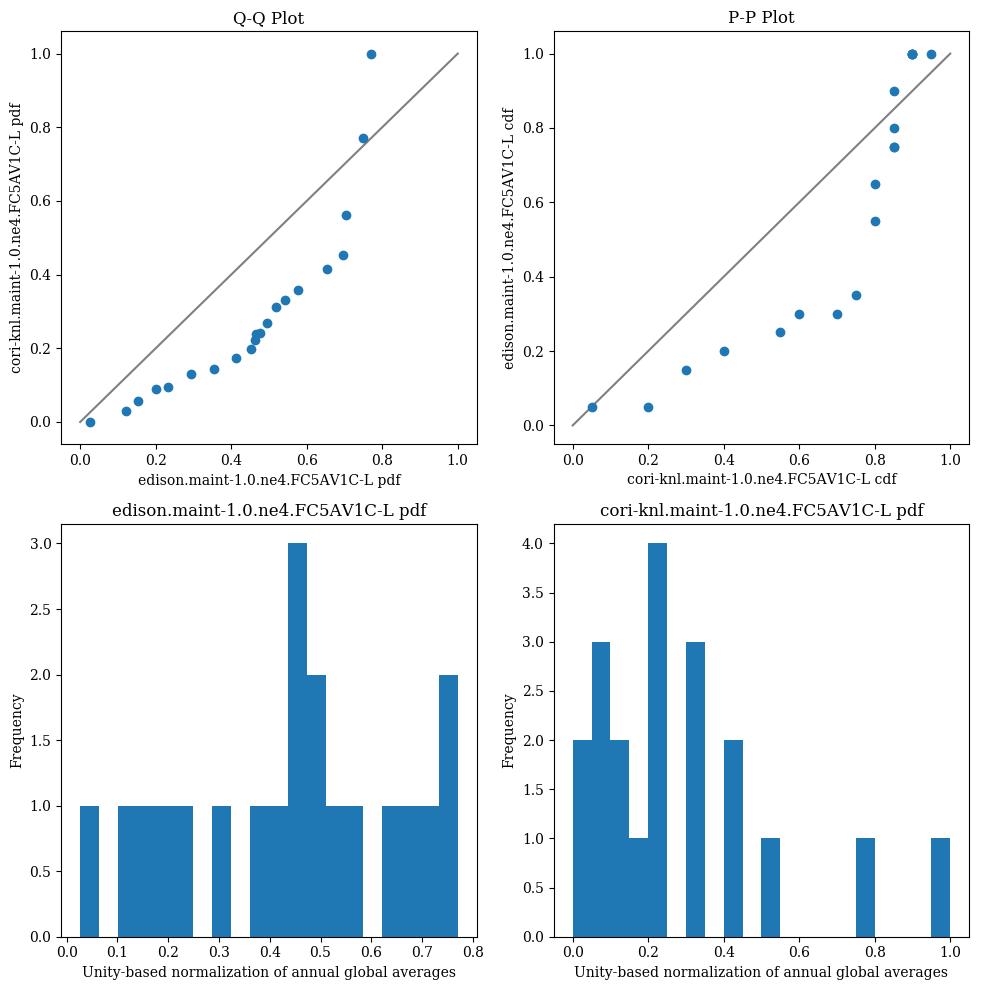 Q-Q Plot
1.0
0.8
0.6
0.4
0.2
0.0
cori-knl.maint-1.0.ne4.FC5AV1C-L pdf
0.0 0.2 0.4 0.6 0.8 1.0
edison.maint-1.0.ne4.FC5AV1C-L pdf
P-P Plot
1.0
0.8
0.6
0.4
0.2
0.0
edison.maint-1.0.ne4.FC5AV1C-L cdf
0.0 0.2 0.4 0.6 0.8 1.0
cori-knl.maint-1.0.ne4.FC5AV1C-L cdf
edison.maint-1.0.ne4.FC5AV1C-L pdf
3.0
2.5
2.0
1.5
1.0
0.5
0.0
Frequency
0.0 0.1 0.2 0.3 0.4 0.5 0.6 0.7 0.8
Unity-based normalization of annual global averages
cori-knl.maint-1.0.ne4.FC5AV1C-L pdf
4.0
3.5
3.0
2.5
2.0
1.5
1.0
0.5
0.0
Frequency
0.0 0.2 0.4 0.6 0.8 1.0
Unity-based normalization of annual global averages